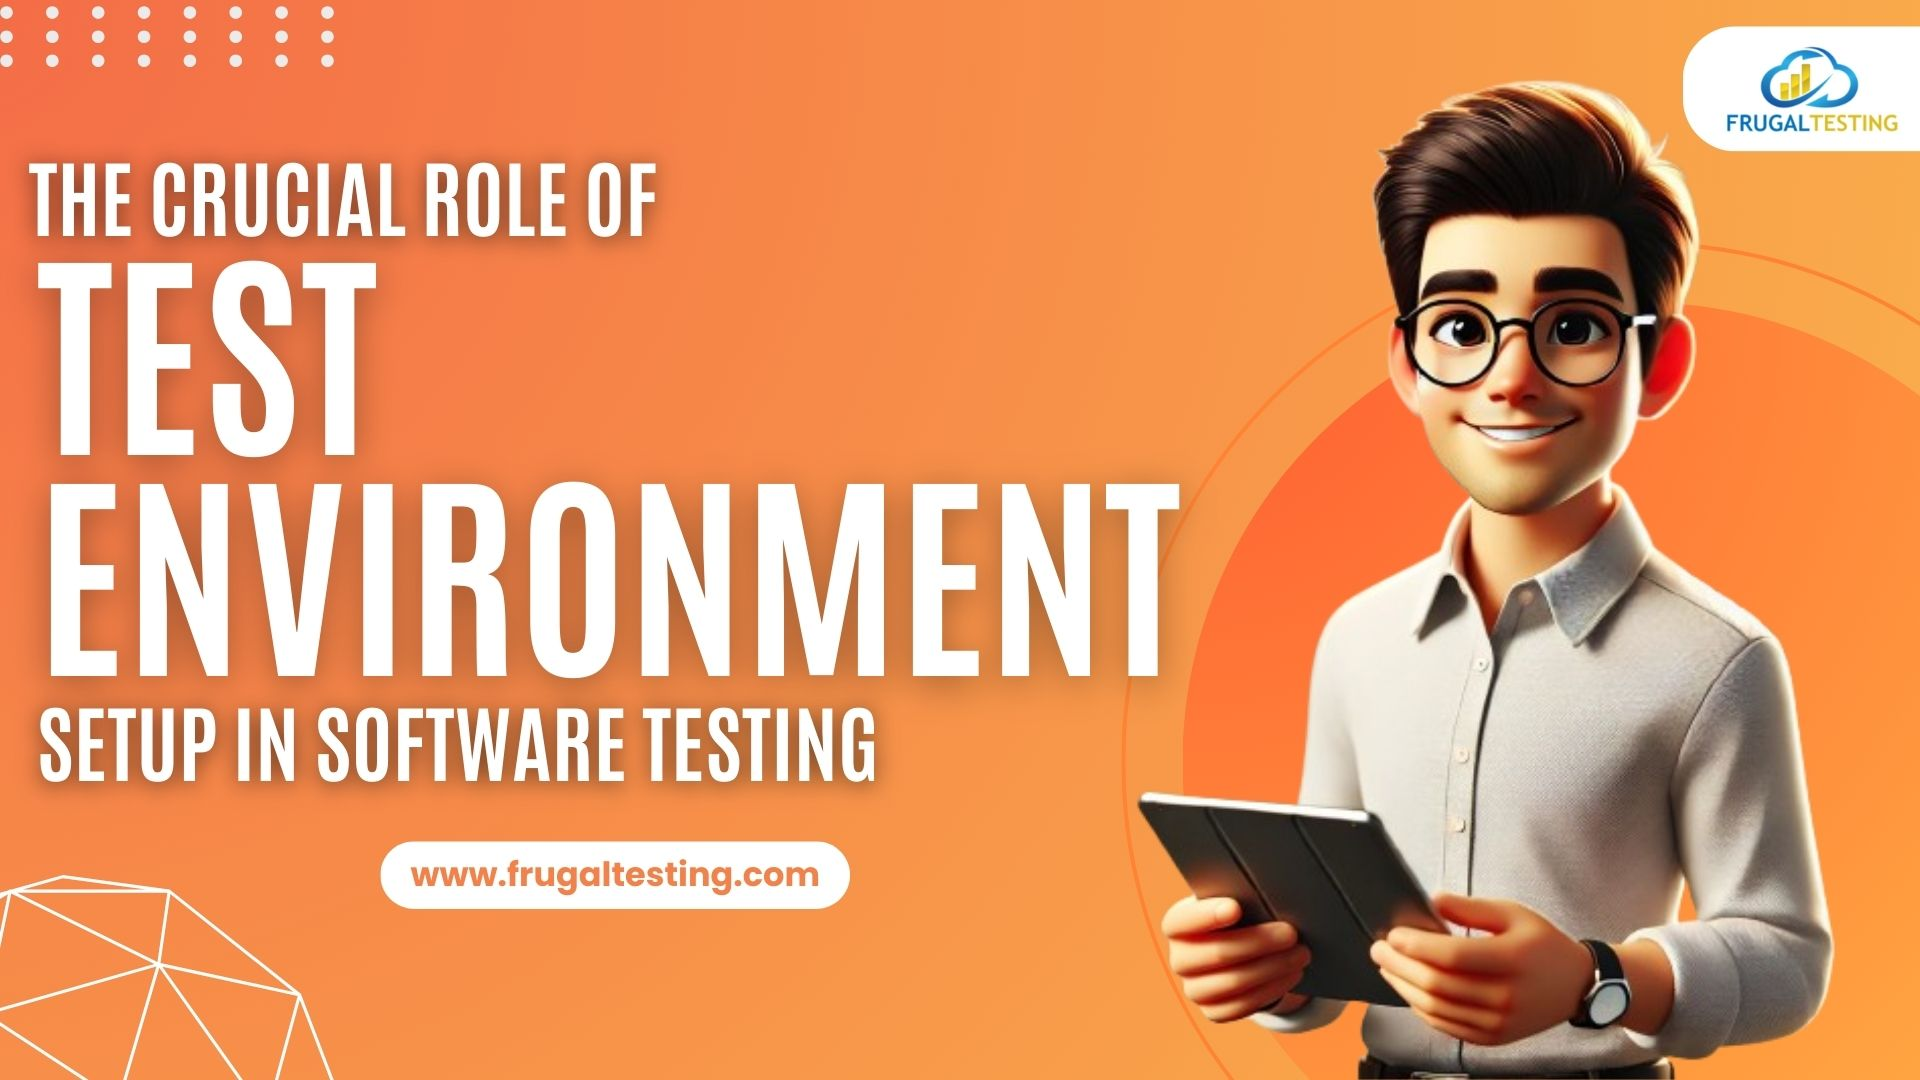 FRUGALTESTING
THE CRUCIAL ROLE OF
TEST
ENVIRONMENT
SETUP IN SOFTWARE TESTING
www.frugaltesting.com